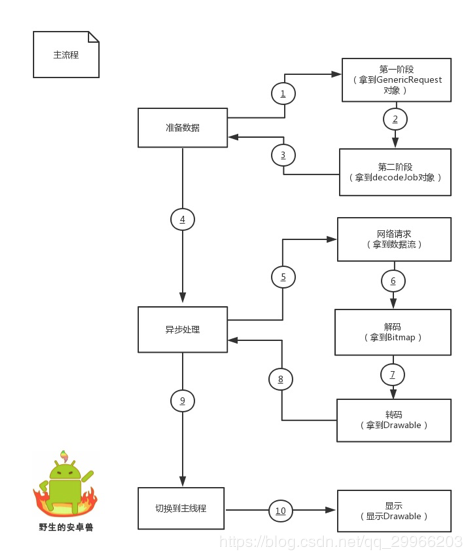 主流程
第一阶段
（拿到GenericRequest
对象）
1
2
准备数据
3
第二阶段
（拿到decodeJob对象）
4
网络请求
（拿到数据流）
5
6
异步处理
解码
（拿到Bitmap）
7
8
9
转码
（拿到Drawable）
切换到主线程
10
显示
（显示Drawable）
野生的安卓兽
https://blog.csdn.net/qq_29966203